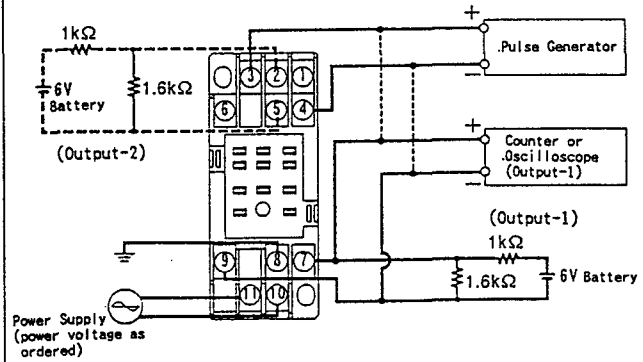 1kΩ
6V
Battery
1.6kΩ
(Output-2)
3 2 1
6 5 4
+
.Pulse Generator
−
+
Counter or
.Oscilloscope
(Output-1)
−
(Output-1)
1kΩ
1.6kΩ
6V Battery
9 8 7
11 10
Power Supply
(power voltage as
ordered)